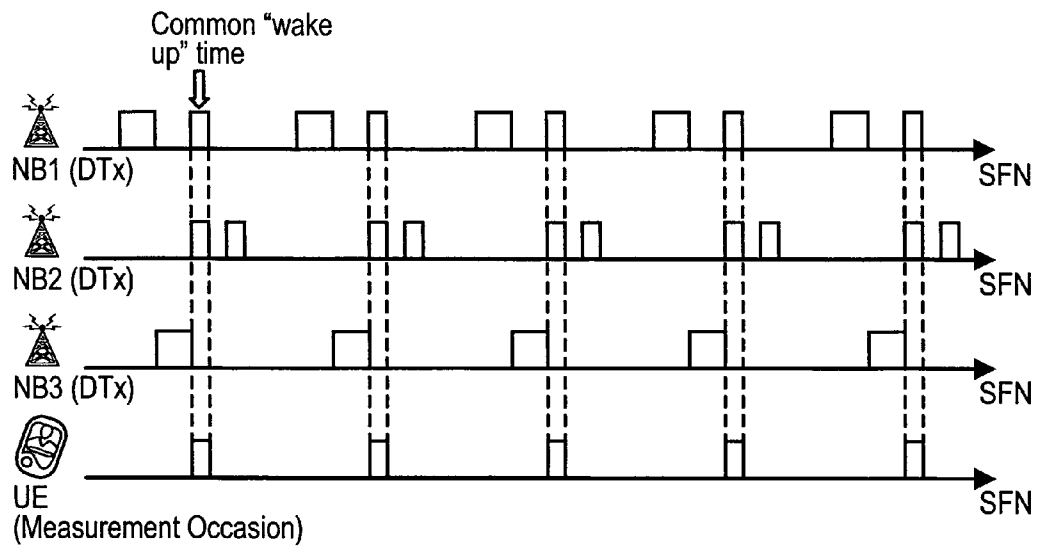 Common “wake
up” time
NB1 (DTx)
SFN
NB2 (DTx)
SFN
NB3 (DTx)
SFN
UE
(Measurement Occasion)
SFN